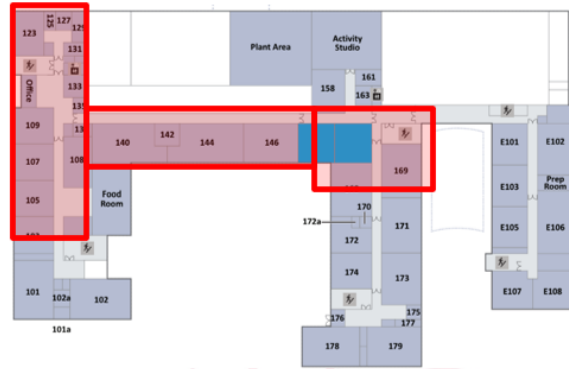 125
127
129
123
131
133
Office
135
109
107
108
105
140
142
144
146
Food
Room
101
102a
102
101a
Plant Area
Activity
Studio
158
161
163
169
170
172a
171
172
174
173
176
175
177
178
179
E101
E102
E103
Prep
Room
E105
E106
E107
E108